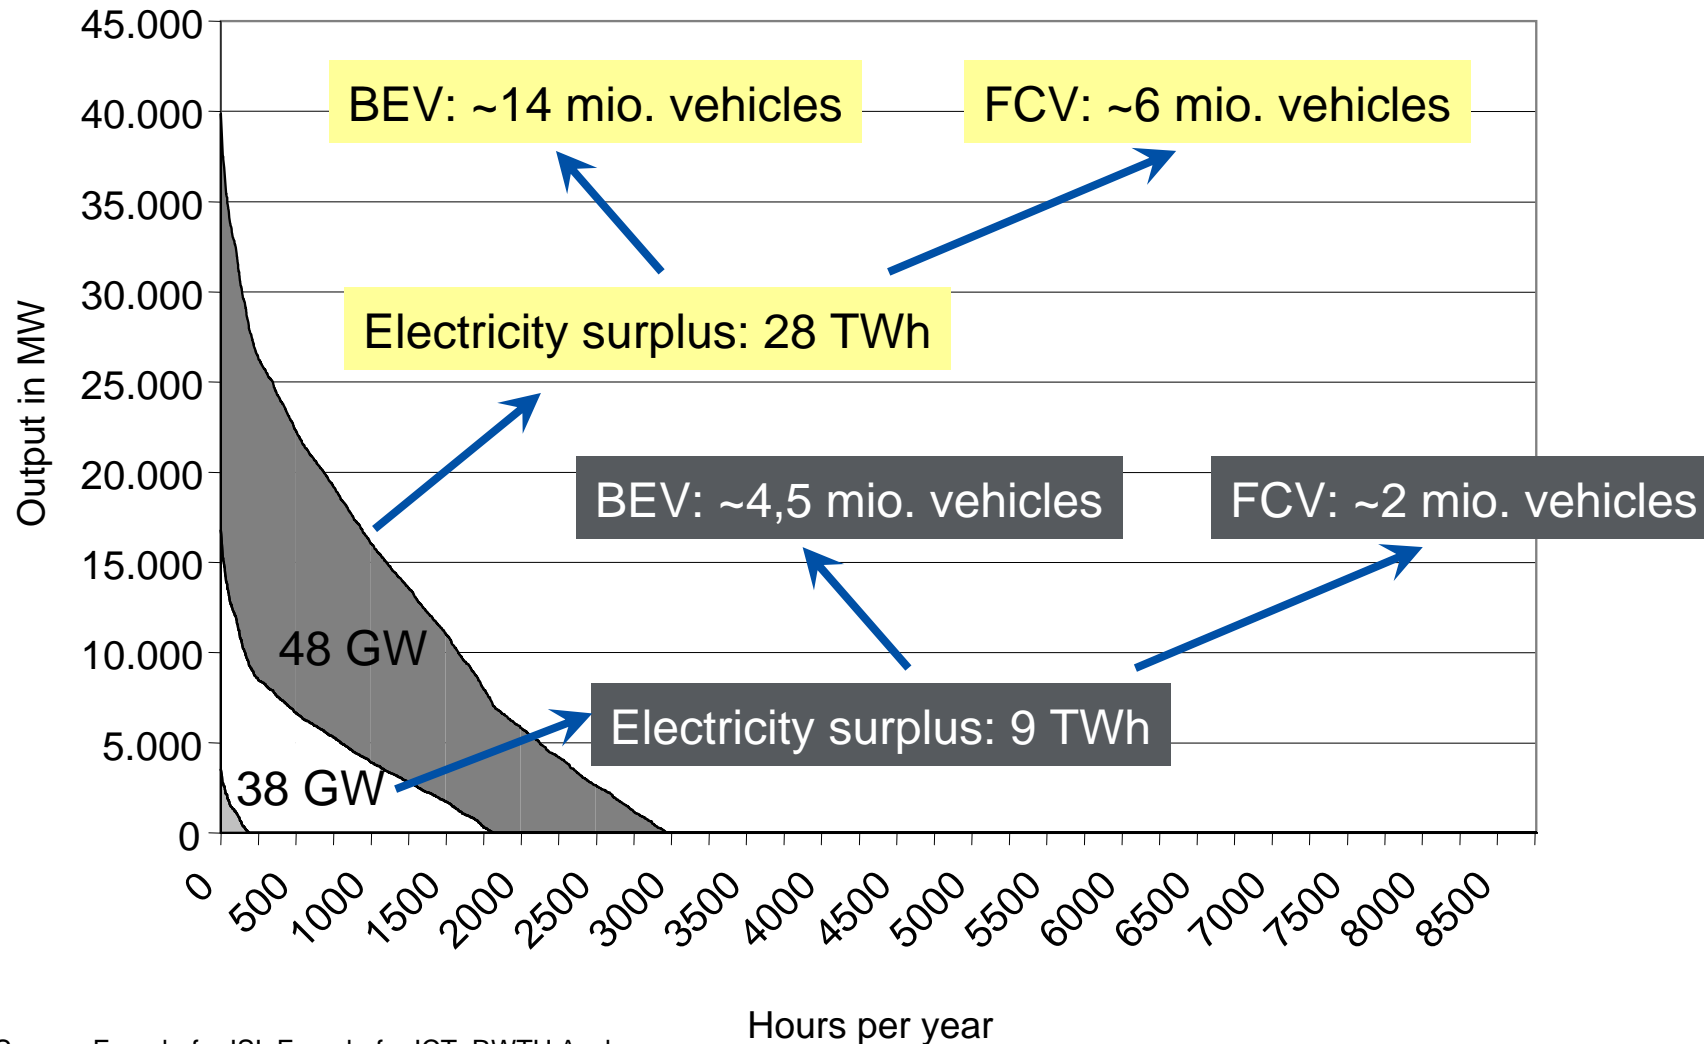 45.000
40.000
35.000
30.000
25.000
20.000
15.000
10.000
5.000
0
Output in MW
BEV: ~14 mio. vehicles
FCV: ~6 mio. vehicles
Electricity surplus: 28 TWh
BEV: ~4,5 mio. vehicles
FCV: ~2 mio. vehicles
48 GW
Electricity surplus: 9 TWh
38 GW
0 500 1000 1500 2000 2500 3000 3500 4000 4500 5000 5500 6000 6500 7000 7500 8000 8500
Hours per year